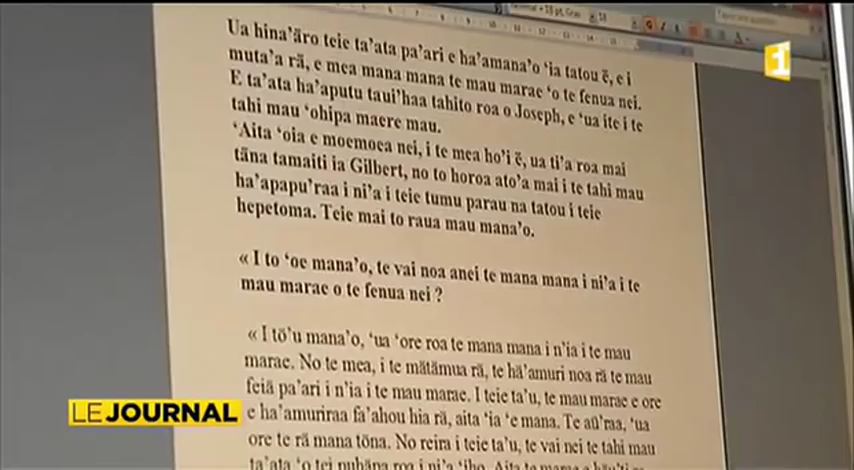 Ua hina’āro teie ta’ata pa’ari e ha’amana’o ‘ia tatou ē, e i
muta’a rā, e mea mana mana te mau marae ‘o te fenua nei.
E ta’ata ha’aputu taui’haa tahito roa o Joseph, e ‘ua ite i te
tahi mau ‘ohipa maere mau.
‘Aita ‘oia e moemoea nei, i te mea ho’i ē, ua ti’a roa mai
tāna tamaiti ia Gilbert, no to horoa ato’a mai i te tahi mau
ha’apapu’raa i ni’a i teie tumu parau na tatou i teie
hepetoma. Teie mai to raua mau mana’o.
« I to ‘oe mana’o, te vai noa anei te mana mana i ni’a i te
mau marae o te fenua nei ?
« I tō’u mana’o, ‘ua ‘ore roa te mana mana i n’ia i te mau
marae. No te mea, i te mātāmua rā, te hā’amuri noa rā te mau
feiā pa’ari i n’ia i te mau marae. I teie ta’u, te mau marae e ore
e ha’amuriraa fa’ahou hia rā, aita ‘ia ‘e mana. Te aū’raa, ‘ua
ore te rā mana tōna. No reira i teie ta’u, te vai nei te tahi mau
ta’ata ‘o tei
1
LE JOURNAL